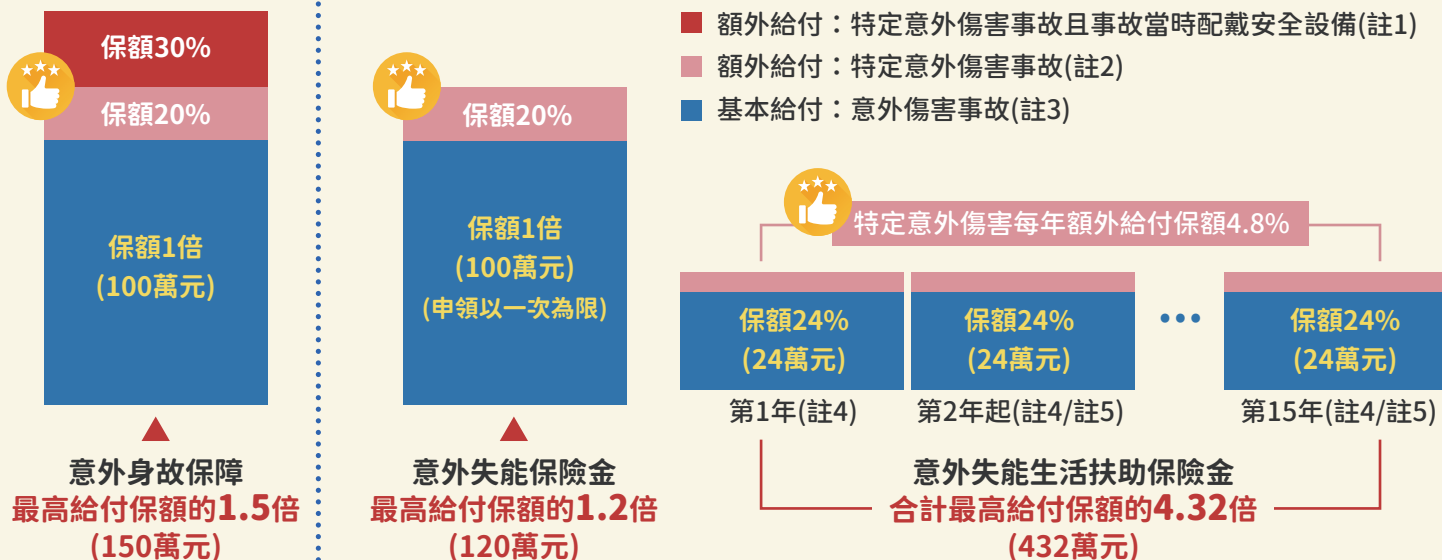 保額30%
保額20%
保額1倍
(100萬元)
意外身故保障
最高給付保額的1.5倍
(150萬元)
保額20%
保額1倍
(100萬元)
(申領以一次為限)
意外失能保險金
最高給付保額的1.2倍
(120萬元)
額外給付：特定意外傷害事故且事故當時配戴安全設備(註1)
額外給付：特定意外傷害事故(註2)
基本給付：意外傷害事故(註3)
特定意外傷害每年額外給付保額4.8%
保額24%
(24萬元)
第1年(註4)
保額24%
(24萬元)
第2年起(註4/註5)
•••
保額24%
(24萬元)
第15年(註4/註5)
意外失能生活扶助保險金
合計最高給付保額的4.32倍
(432萬元)